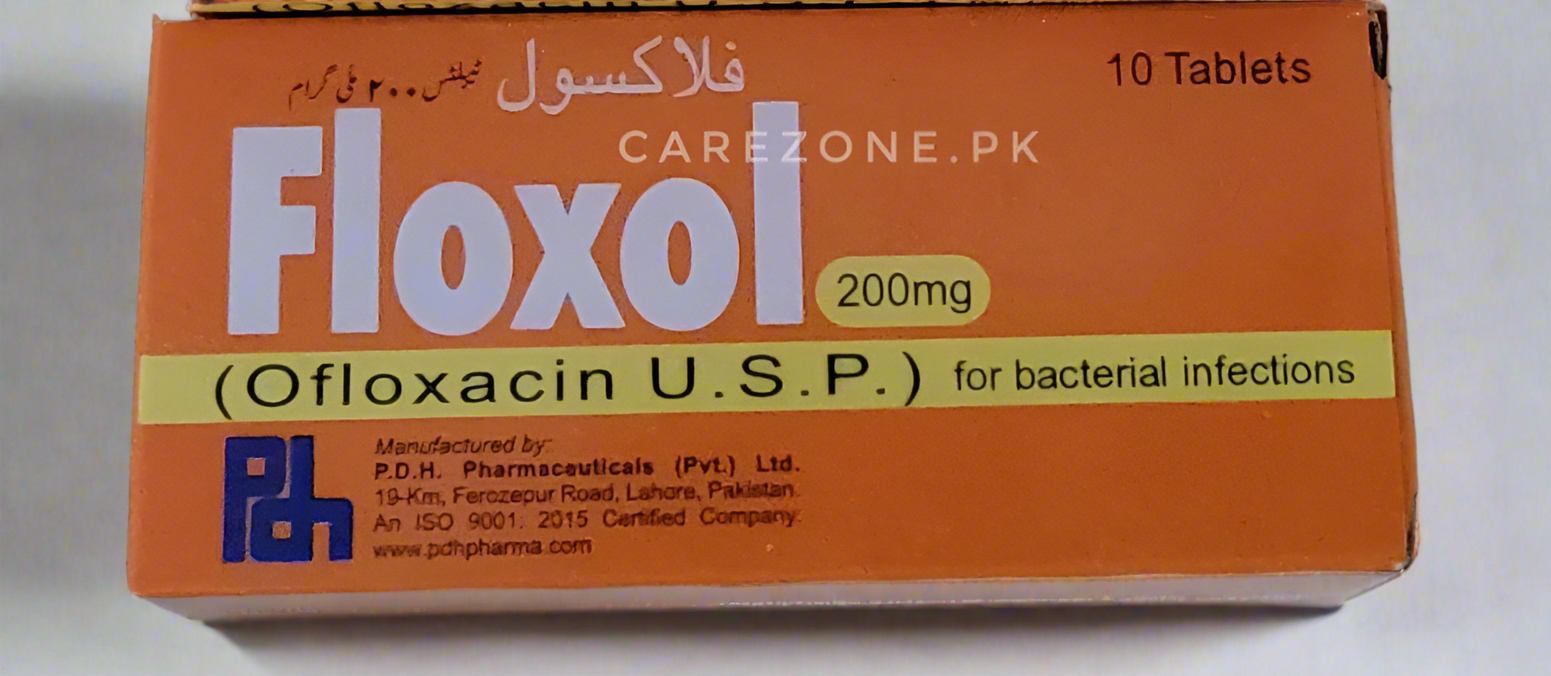 فلاکسول ٹیبلٹس ۲۰۰ ملی گرام
10 Tablets
CAREZONE.PK
Floxol
200mg
(Ofloxacin U.S.P.) for bacterial infections
Pdh
Manufactured by:
P.D.H. Pharmaceuticals (Pvt.) Ltd.
19-Km, Ferozepur Road, Lahore, Pakistan.
An ISO 9001: 2015 Certified Company.
www.pdhpharma.com